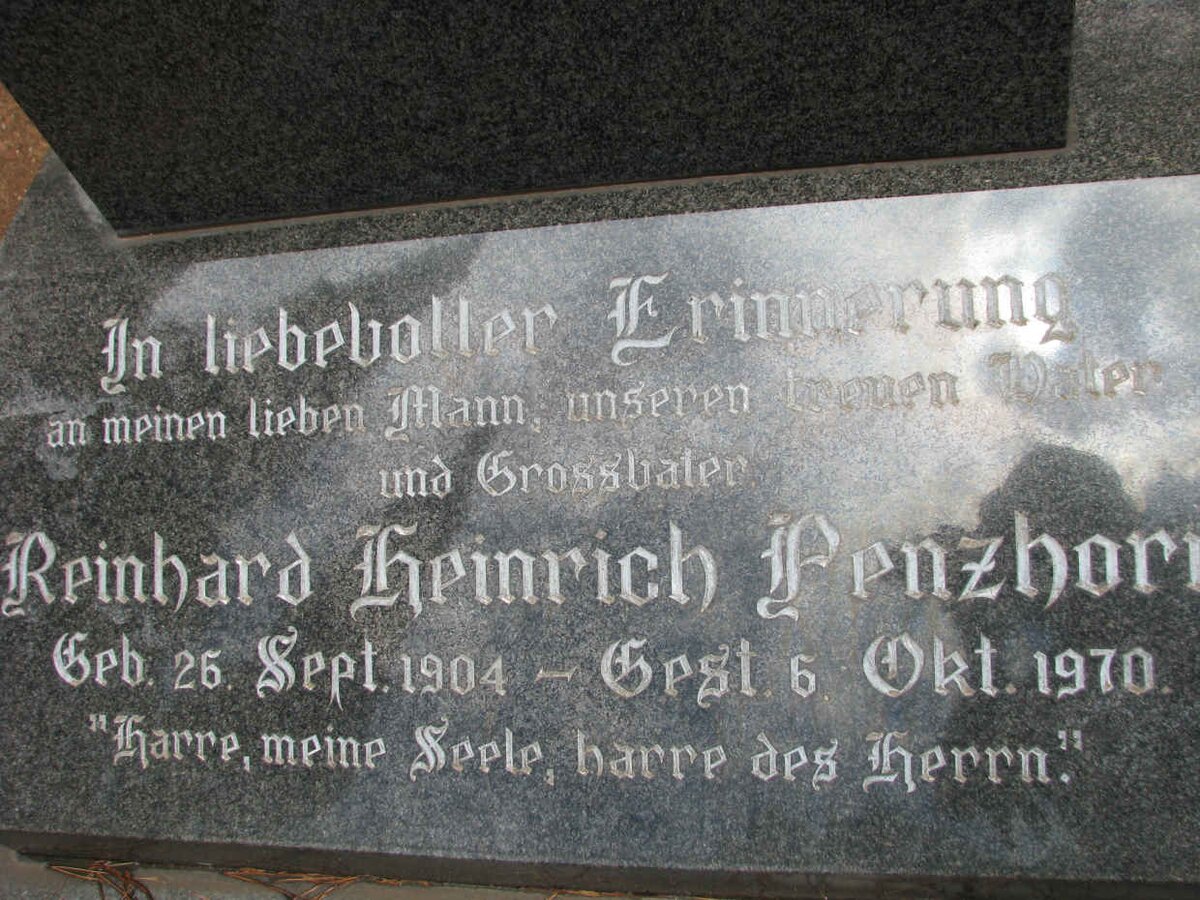 In liebevoller Erinnerung
an meinen lieben Mann, unseren treuen Vater
und Grossvater
Reinhard Heinrich Penzhorn
Geb. 26. Sept. 1904 – Gest. 6. Okt. 1970.
"Harre, meine Seele, harre des Herrn."